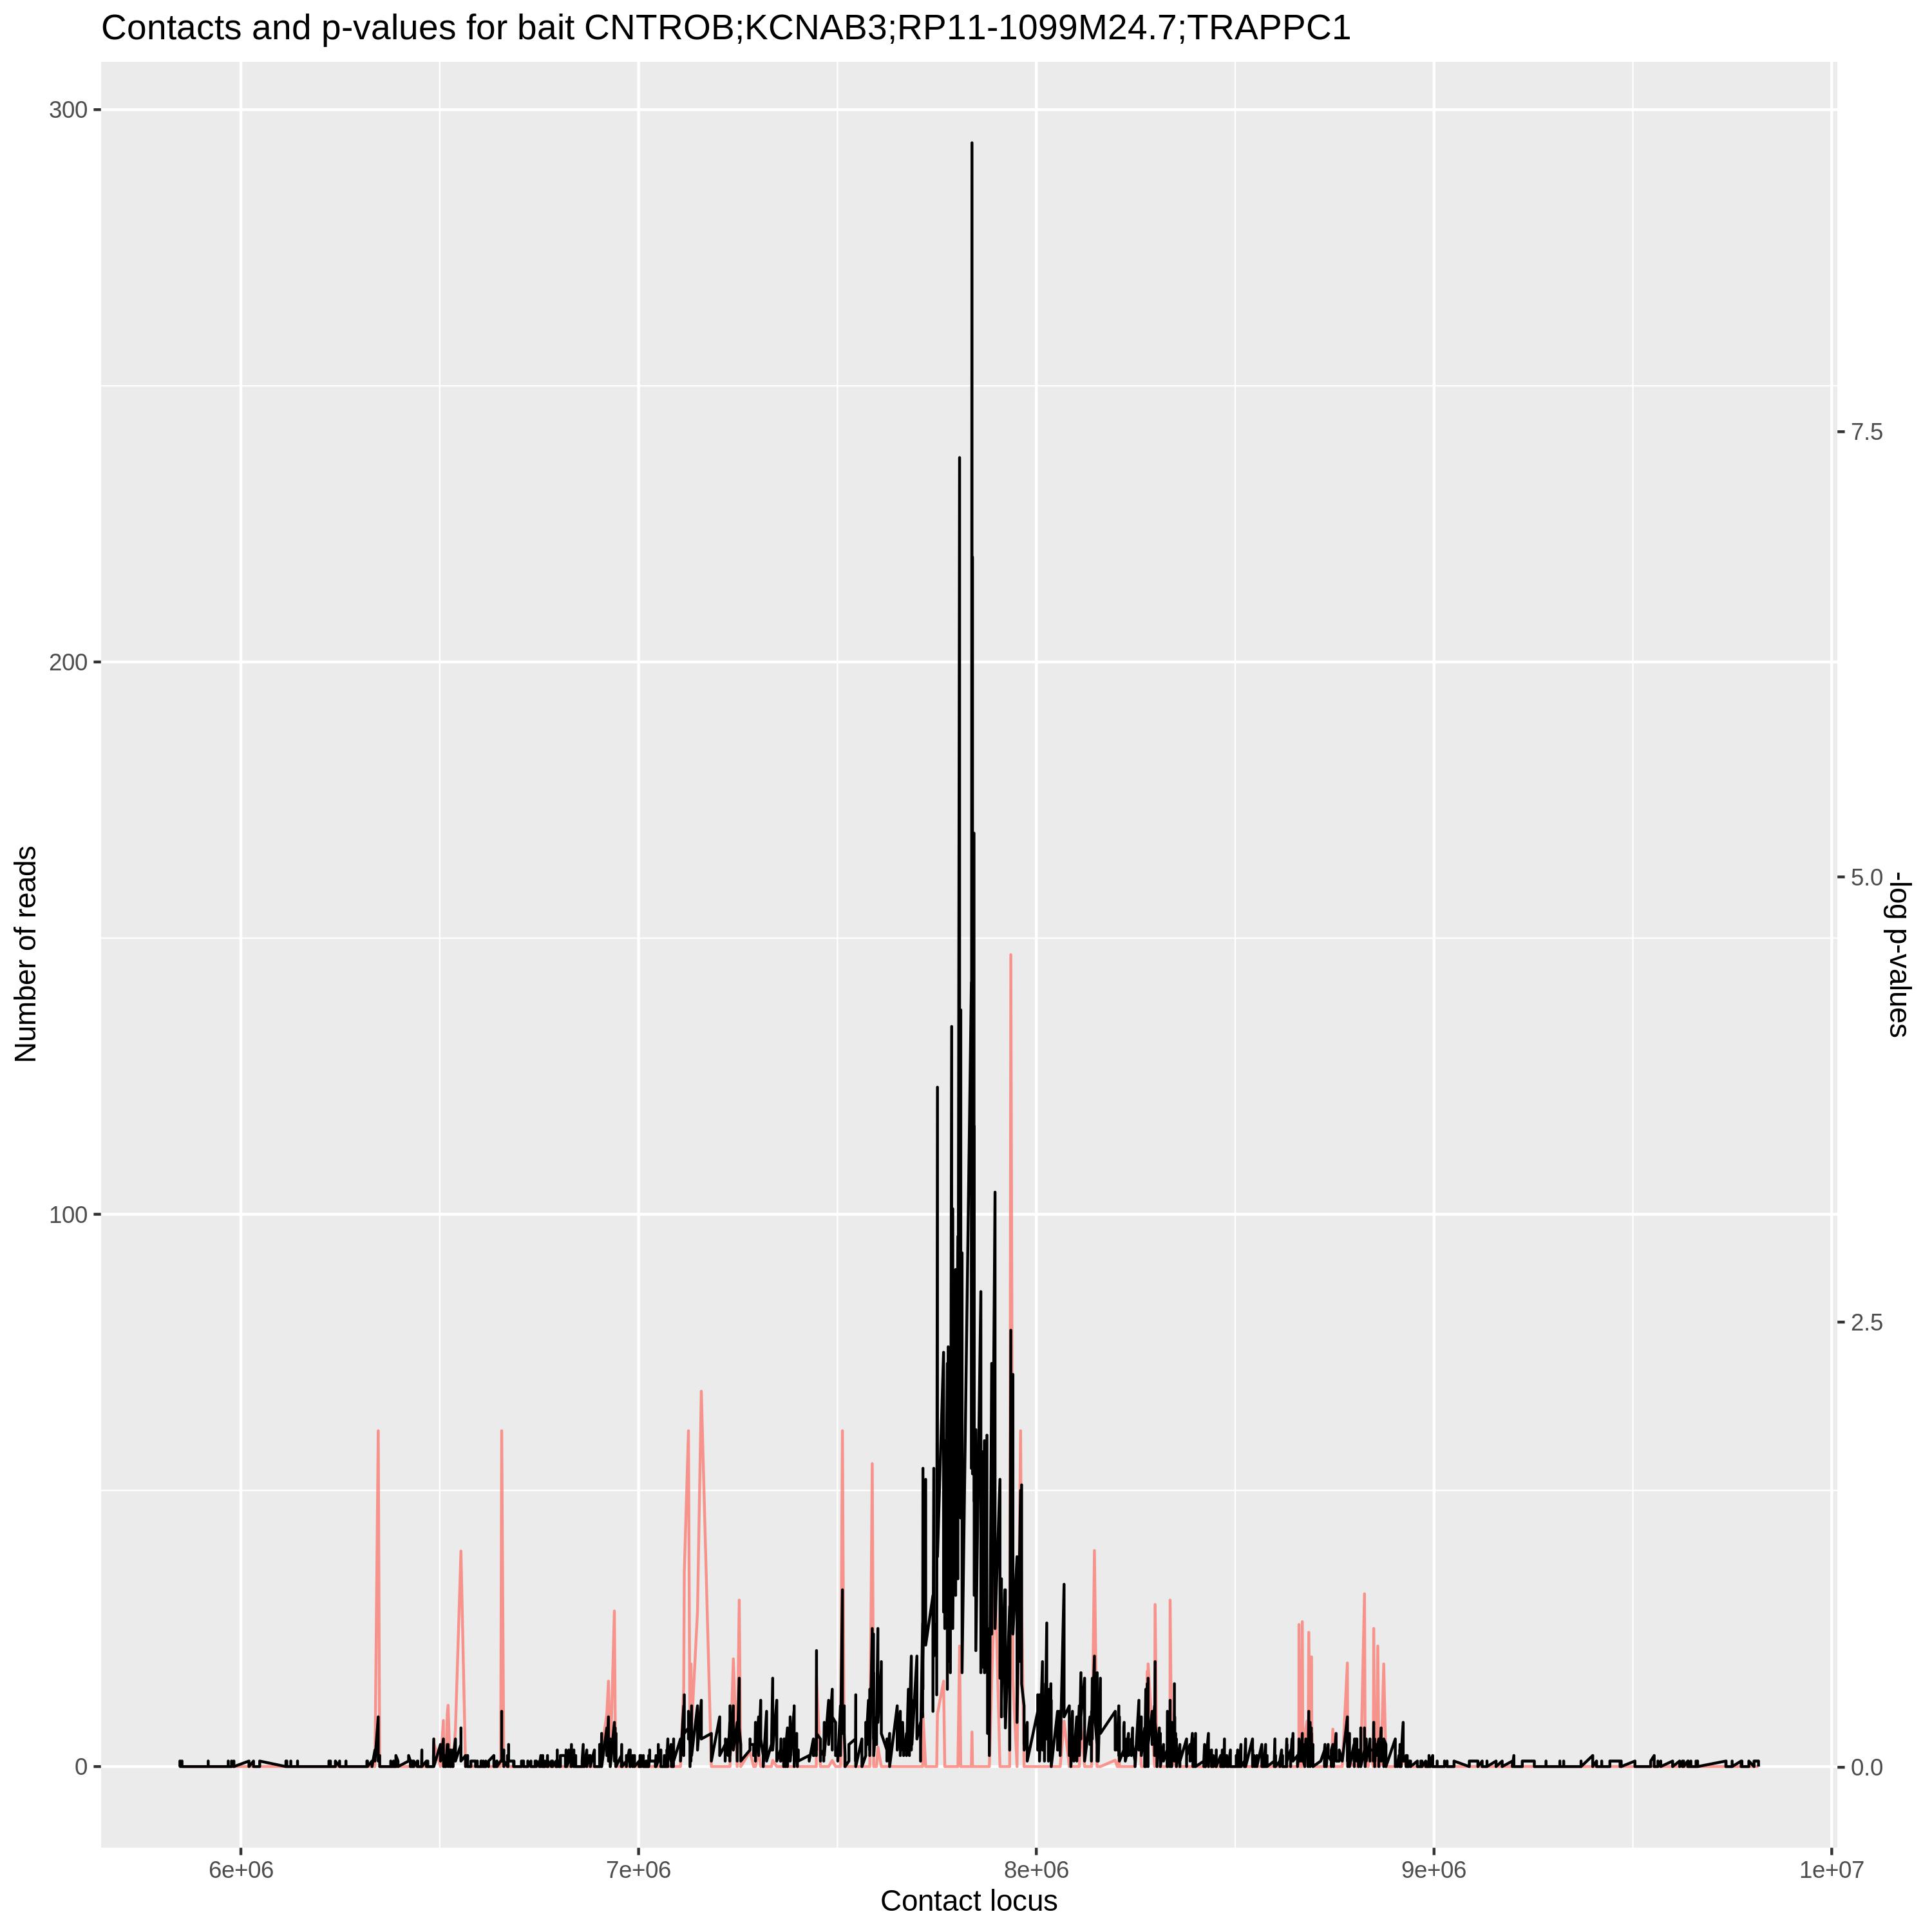 Contacts and p-values for bait CNTROB;KCNAB3;RP11-1099M24.7;TRAPPC1
300
200
100
0
Number of reads
7.5
5.0
2.5
0.0
-log p-values
6e+06
7e+06
8e+06
9e+06
1e+07
Contact locus